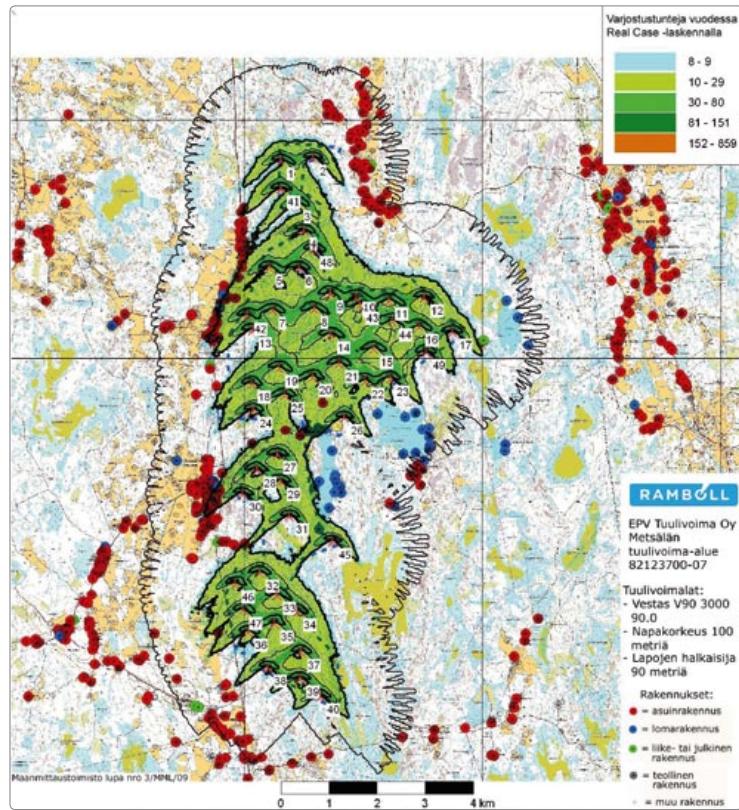 Varjostustunteja vuodessa
Real Case -laskennalla
8 - 9
10 - 29
30 - 80
81 - 151
152 - 859
1
2
41
3
4
48
5
6
9
10
43
11
12
7
8
42
13
14
44
16
17
15
49
19
20
21
22
23
18
25
24
26
27
28
29
30
31
45
32
46
33
47
34
35
36
37
38
39
40
RAMBOLL
EPV Tuulivoima Oy
Metsälän
tuulivoima-alue
82123700-07
Tuulivoimalat:
- Vestas V90 3000
90.0
- Napakorkeus 100
metriä
- Lapojen halkaisija
90 metriä
Rakennukset:
= asuinrakennus
= lomarakennus
= liike- tai julkinen
rakennus
= teollinen
rakennus
= muu rakennus
Maanmittaustoimisto lupa nro 3/MML/09
0 1 2 3 4 km